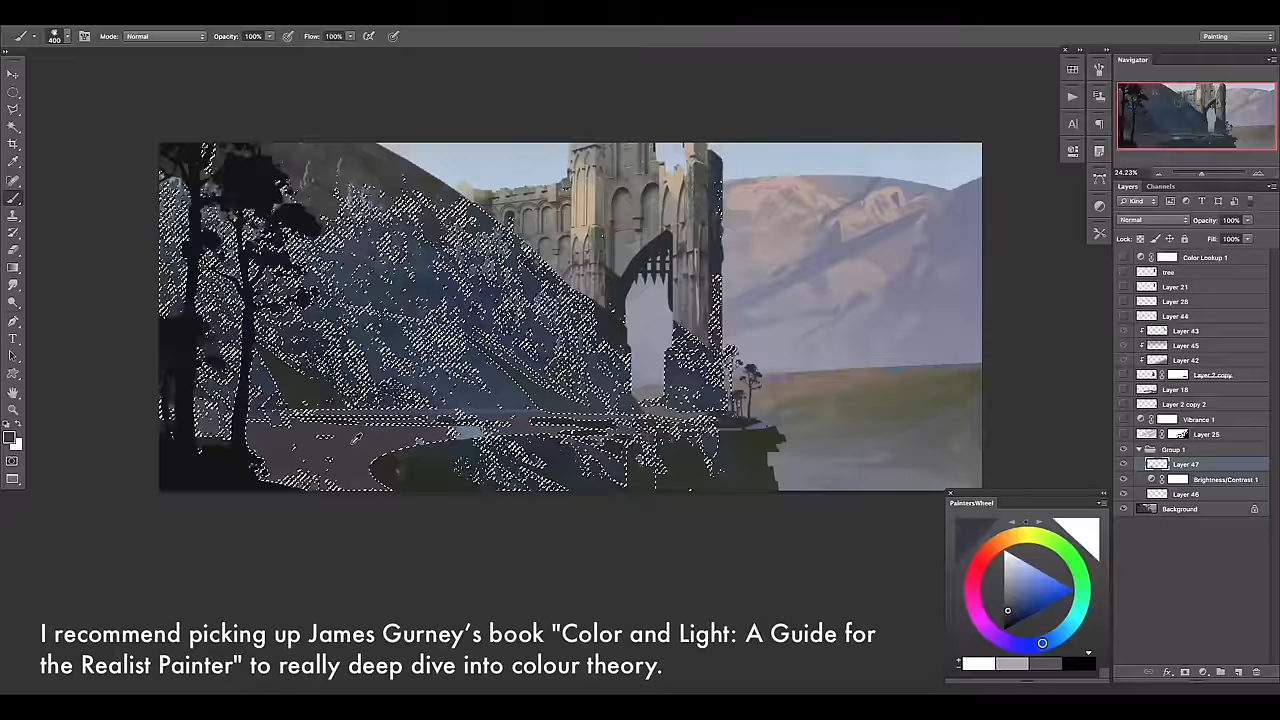 Mode: Normal Opacity: 100% Flow: 100% Painting
400
Navigator
24.23%
Layers Channels
Kind
Normal Opacity: 100%
Lock: Fill: 100%
Color Lookup 1
tree
Layer 21
Layer 28
Layer 44
Layer 43
Layer 45
Layer 42
Layer 2 copy
Layer 18
Layer 2 copy 2
Vibrance 1
Layer 25
Group 1
Layer 47
Brightness/Contrast 1
Layer 46
Background
PaintersWheel
I recommend picking up James Gurney’s book "Color and Light: A Guide for
the Realist Painter" to really deep dive into colour theory.